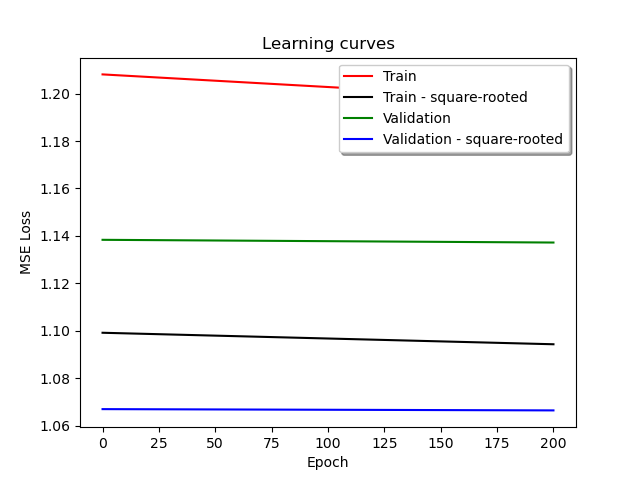 Learning curves
Train
Train - square-rooted
Validation
Validation - square-rooted
MSE Loss
1.20
1.18
1.16
1.14
1.12
1.10
1.08
1.06
0 25 50 75 100 125 150 175 200
Epoch